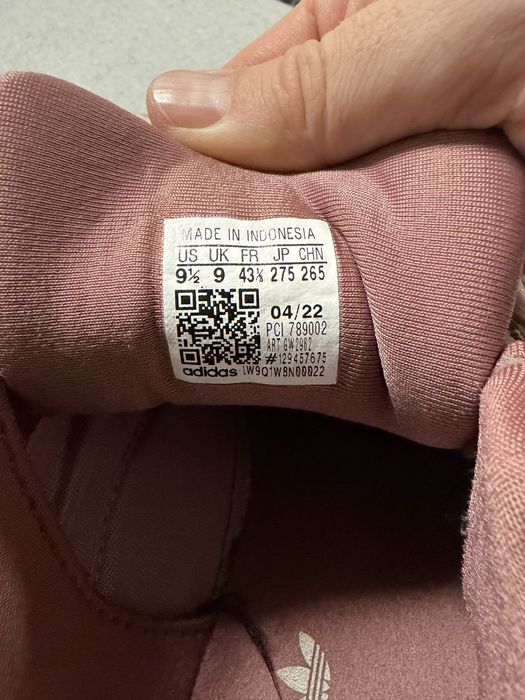 MADE IN INDONESIA
US UK FR JP CHN
9½ 9 43⅓ 275 265
04/22
PCI 789002
ART GW2982
#129457675
adidas 1W9Q1W8N00022